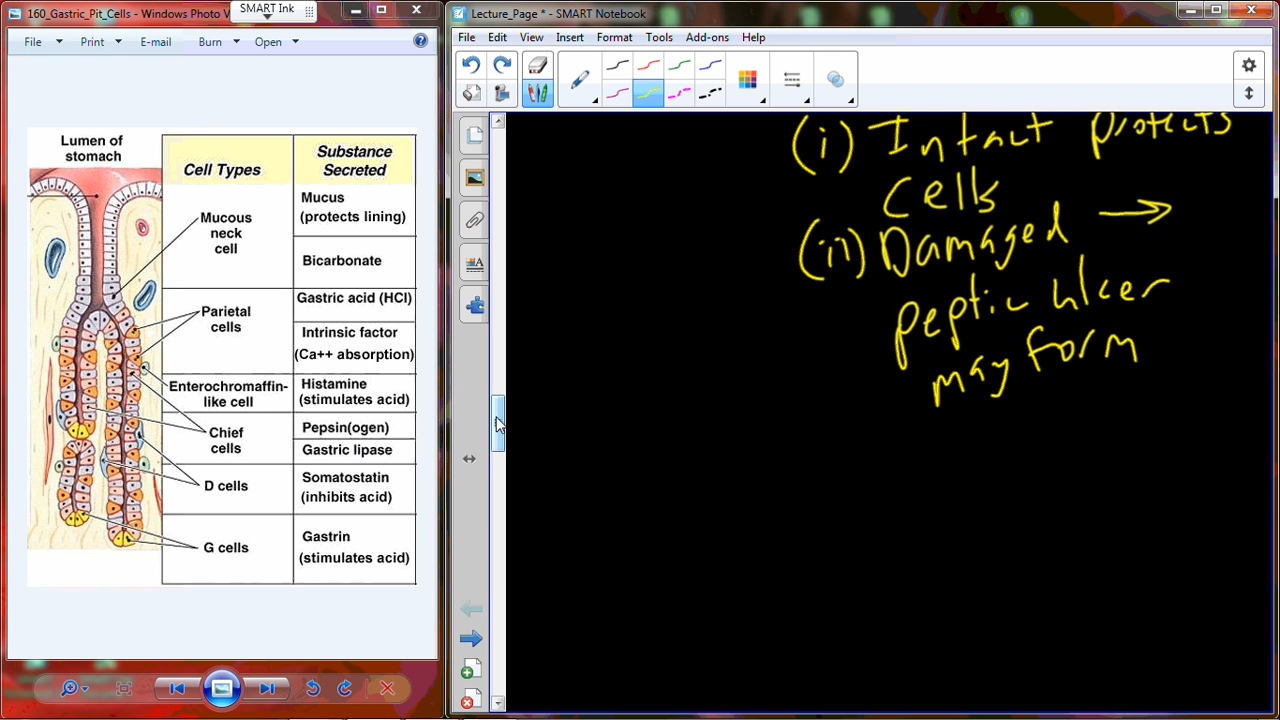 160_Gastric_Pit_Cells - Windows Photo V
SMART Ink
File Print E-mail Burn Open
Lumen of
stomach
Cell Types
Substance
Secreted
Mucous
neck
cell
Mucus
(protects lining)
Bicarbonate
Parietal
cells
Gastric acid (HCl)
Intrinsic factor
(Ca++ absorption)
Enterochromaffin-
like cell
Histamine
(stimulates acid)
Chief
cells
Pepsin(ogen)
Gastric lipase
D cells
Somatostatin
(inhibits acid)
G cells
Gastrin
(stimulates acid)
Lecture_Page * - SMART Notebook
File Edit View Insert Format Tools Add-ons Help
(i) Intact protects
cells
(ii) Damaged →
peptic ulcer
may form